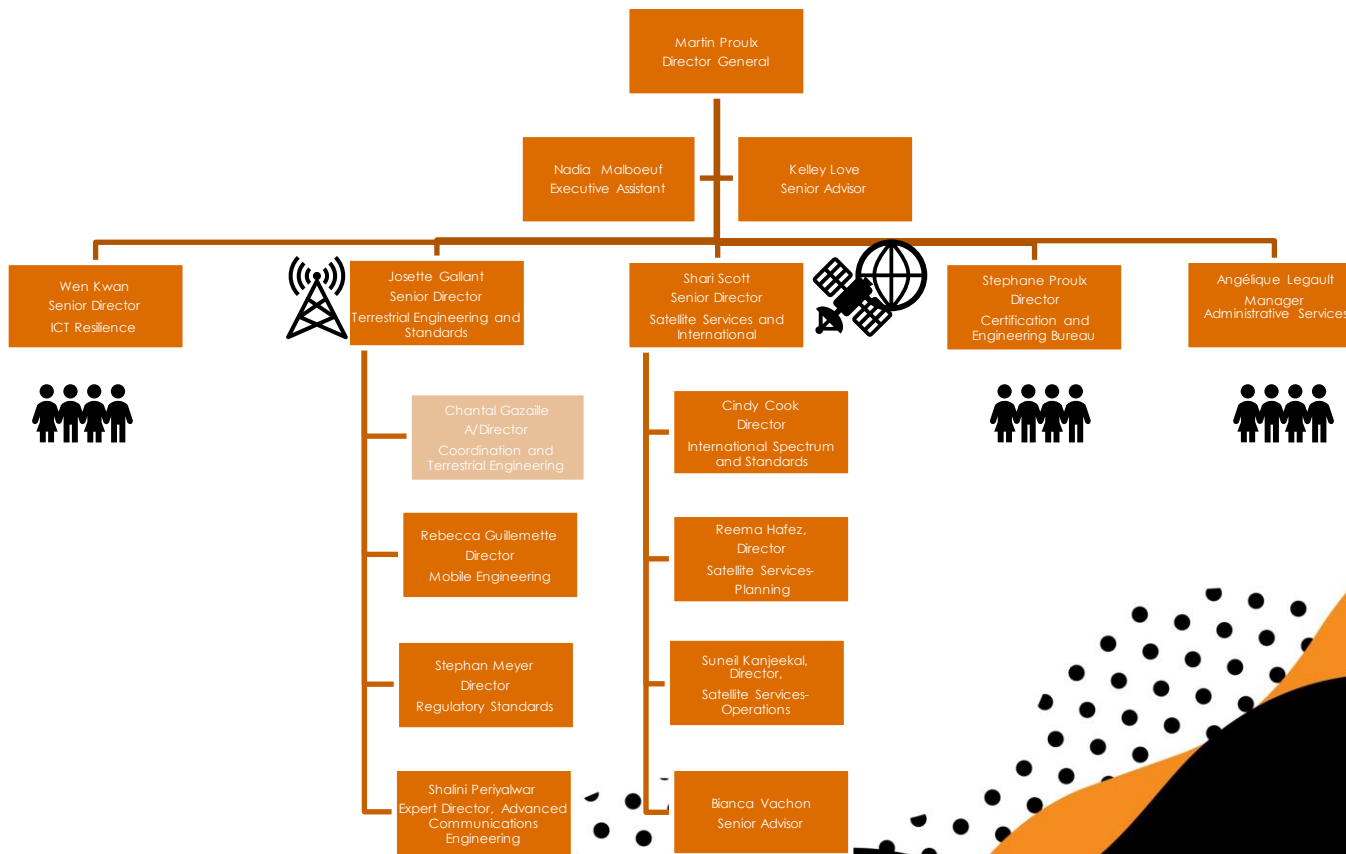 Martin Proulx
Director General
Nadia Malboeuf
Executive Assistant
Kelley Love
Senior Advisor
Wen Kwan
Senior Director
ICT Resilience
Josette Gallant
Senior Director
Terrestrial Engineering and
Standards
Shari Scott
Senior Director
Satellite Services and
International
Stephane Proulx
Director
Certification and
Engineering Bureau
Angélique Legault
Manager
Administrative Services
Chantal Gazaille
A/Director
Coordination and
Terrestrial Engineering
Rebecca Guillemette
Director
Mobile Engineering
Stephan Meyer
Director
Regulatory Standards
Shalini Periyalwar
Expert Director, Advanced
Communications
Engineering
Cindy Cook
Director
International Spectrum
and Standards
Reema Hafez,
Director
Satellite Services-
Planning
Suneil Kanjeekal,
Director,
Satellite Services-
Operations
Bianca Vachon
Senior Advisor